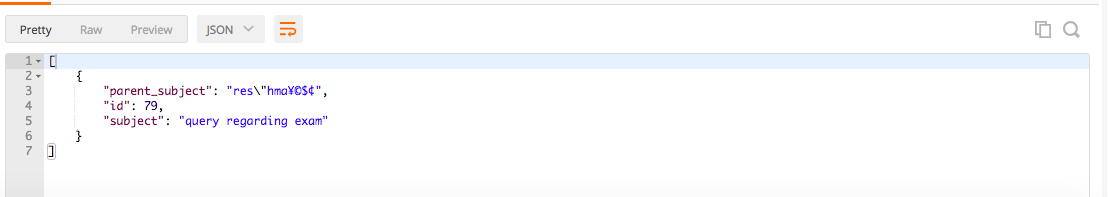 Pretty Raw Preview JSON
1 [
2 {
3 "parent_subject": "res\"hma¥©$¢",
4 "id": 79,
5 "subject": "query regarding exam"
6 }
7 ]